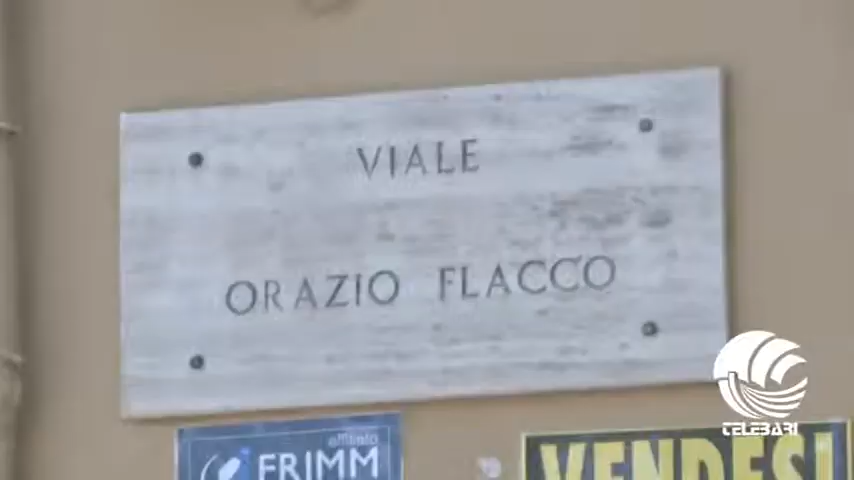 VIALE
ORAZIO FLACCO
TELEBARI
affiliato
FRIMM
VENDESI